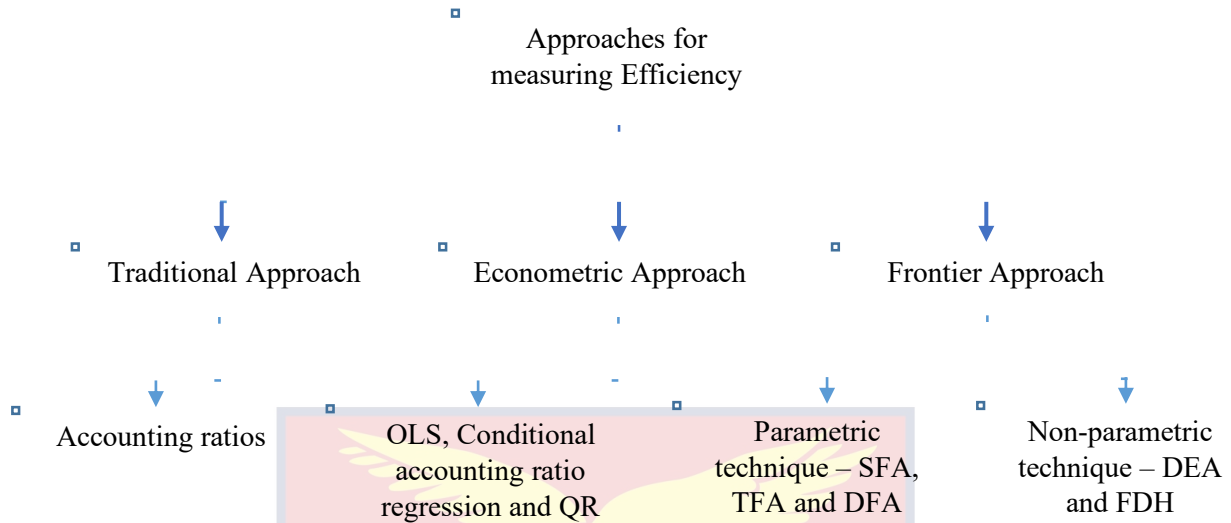 Approaches for
measuring Efficiency
Traditional Approach
Econometric Approach
Frontier Approach
Accounting ratios
OLS, Conditional
accounting ratio
regression and QR
Parametric
technique – SFA,
TFA and DFA
Non-parametric
technique – DEA
and FDH